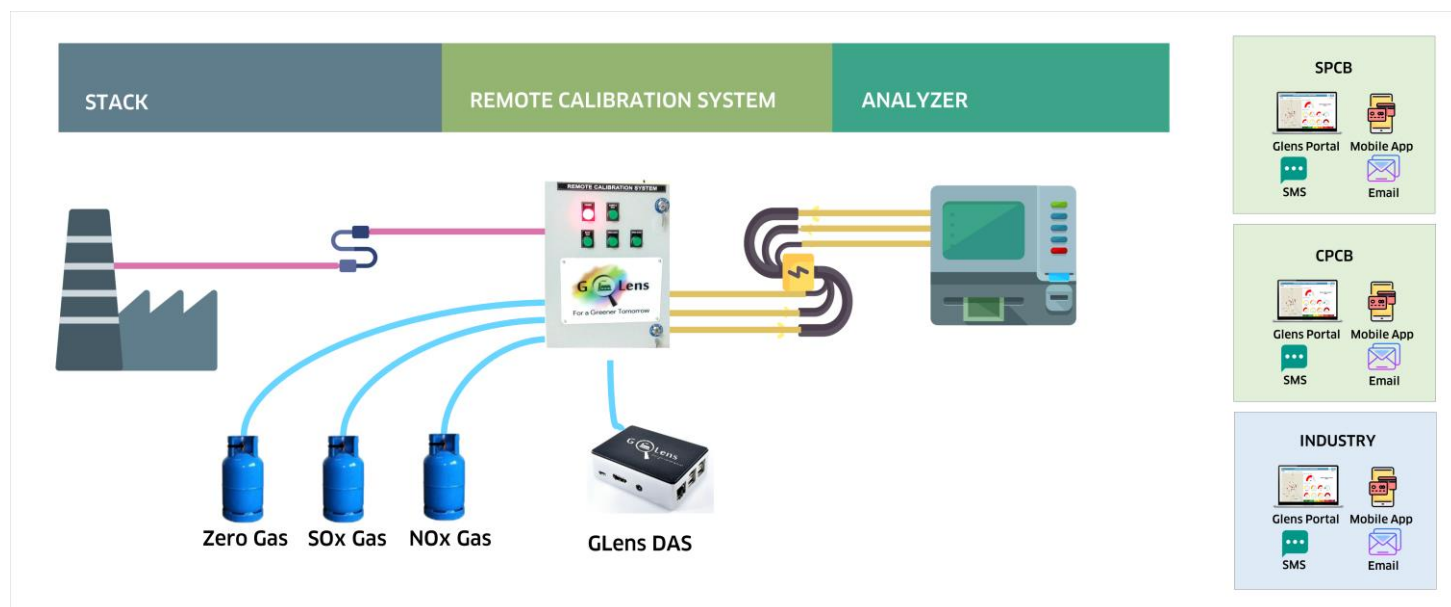 STACK
REMOTE CALIBRATION SYSTEM
ANALYZER
REMOTE CALIBRATION SYSTEM
G Lens
For a Greener Tomorrow
Zero Gas
SOx Gas
NOx Gas
G Lens
GLens DAS
SPCB
Glens Portal
Mobile App
SMS
Email
CPCB
Glens Portal
Mobile App
SMS
Email
INDUSTRY
Glens Portal
Mobile App
SMS
Email